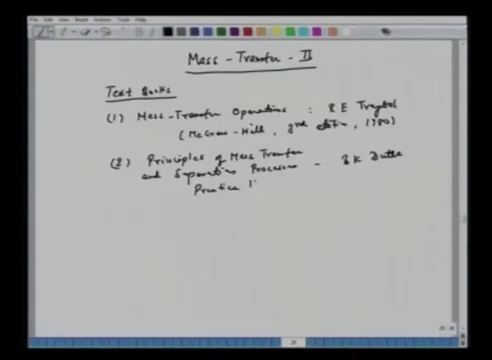 Mass - Transfer - II
Text Books
(1) Mass - Transfer Operations : R E Treybal
(McGraw-Hill, 3rd edition, 1980)
(2) Principles of Mass Transfer
and Separation Processes - B K Dutta
Prentice H